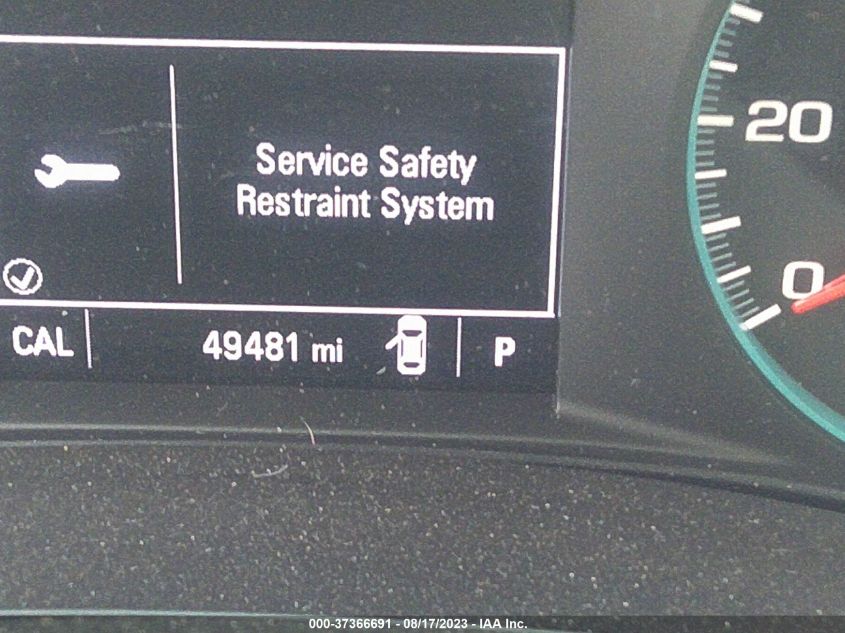 Service Safety
Restraint System
CAL 49481 mi P
20
0
000-37366691 - 08/17/2023 - IAA Inc.